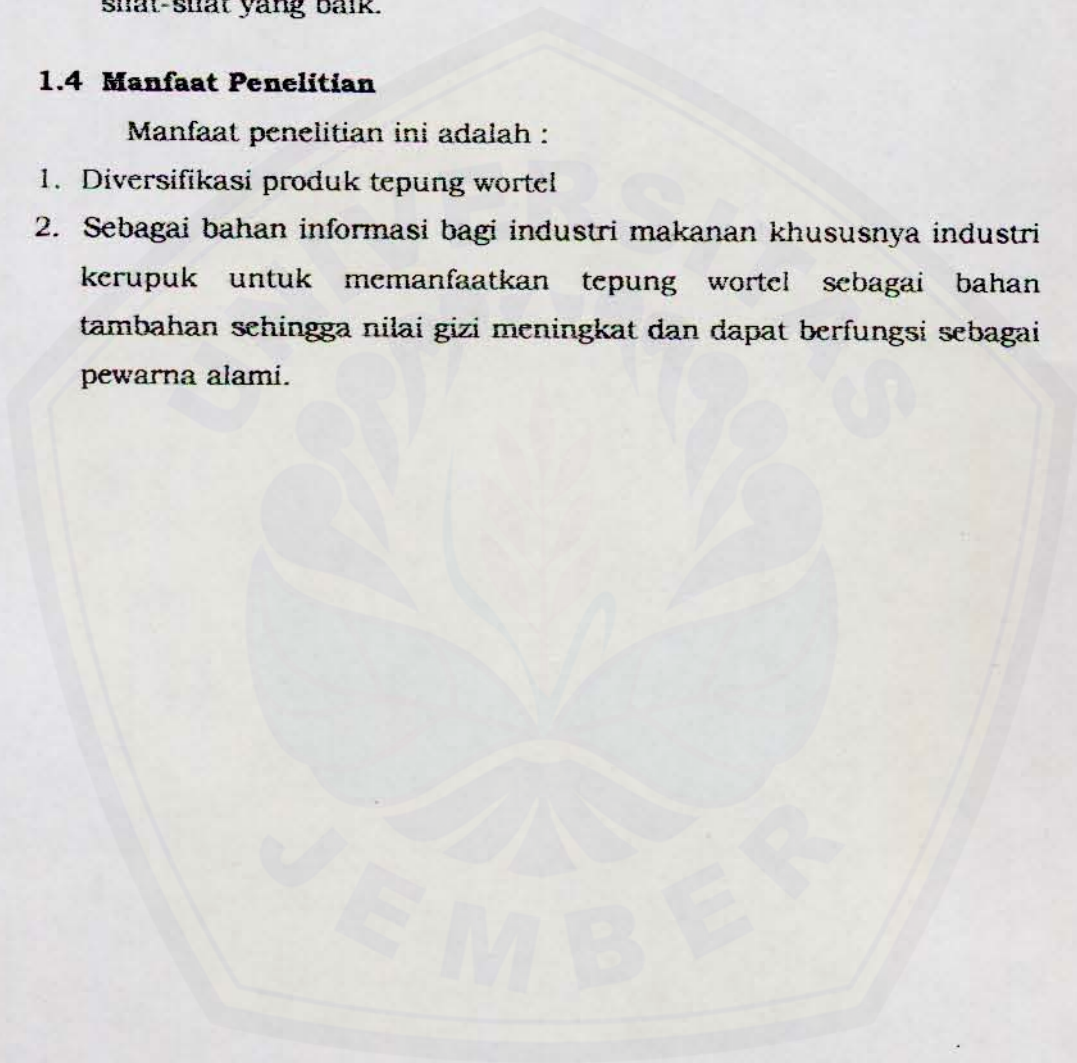 sifat-sifat yang baik.
1.4 Manfaat Penelitian
Manfaat penelitian ini adalah :
1. Diversifikasi produk tepung wortel
2. Sebagai bahan informasi bagi industri makanan khususnya industri
kerupuk untuk memanfaatkan tepung wortel sebagai bahan
tambahan sehingga nilai gizi meningkat dan dapat berfungsi sebagai
pewarna alami.
UNIVERSITAS
JEMBER